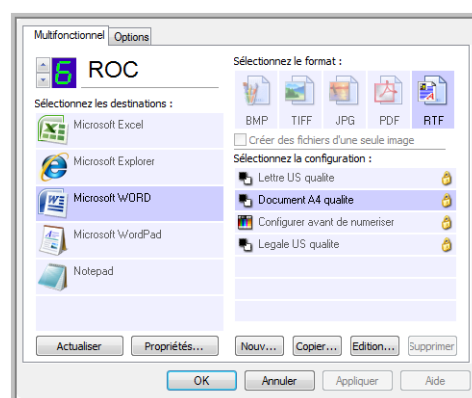 Multifonctionnel Options
6 ROC
Sélectionnez les destinations :
Microsoft Excel
Microsoft Explorer
Microsoft WORD
Microsoft WordPad
Notepad
Actualiser Propriétés...
Sélectionnez le format :
BMP TIFF JPG PDF RTF
Créer des fichiers d'une seule image
Sélectionnez la configuration :
Lettre US qualite
Document A4 qualite
Configurer avant de numeriser
Legale US qualite
Nouv... Copier... Edition... Supprimer
OK Annuler Appliquer Aide